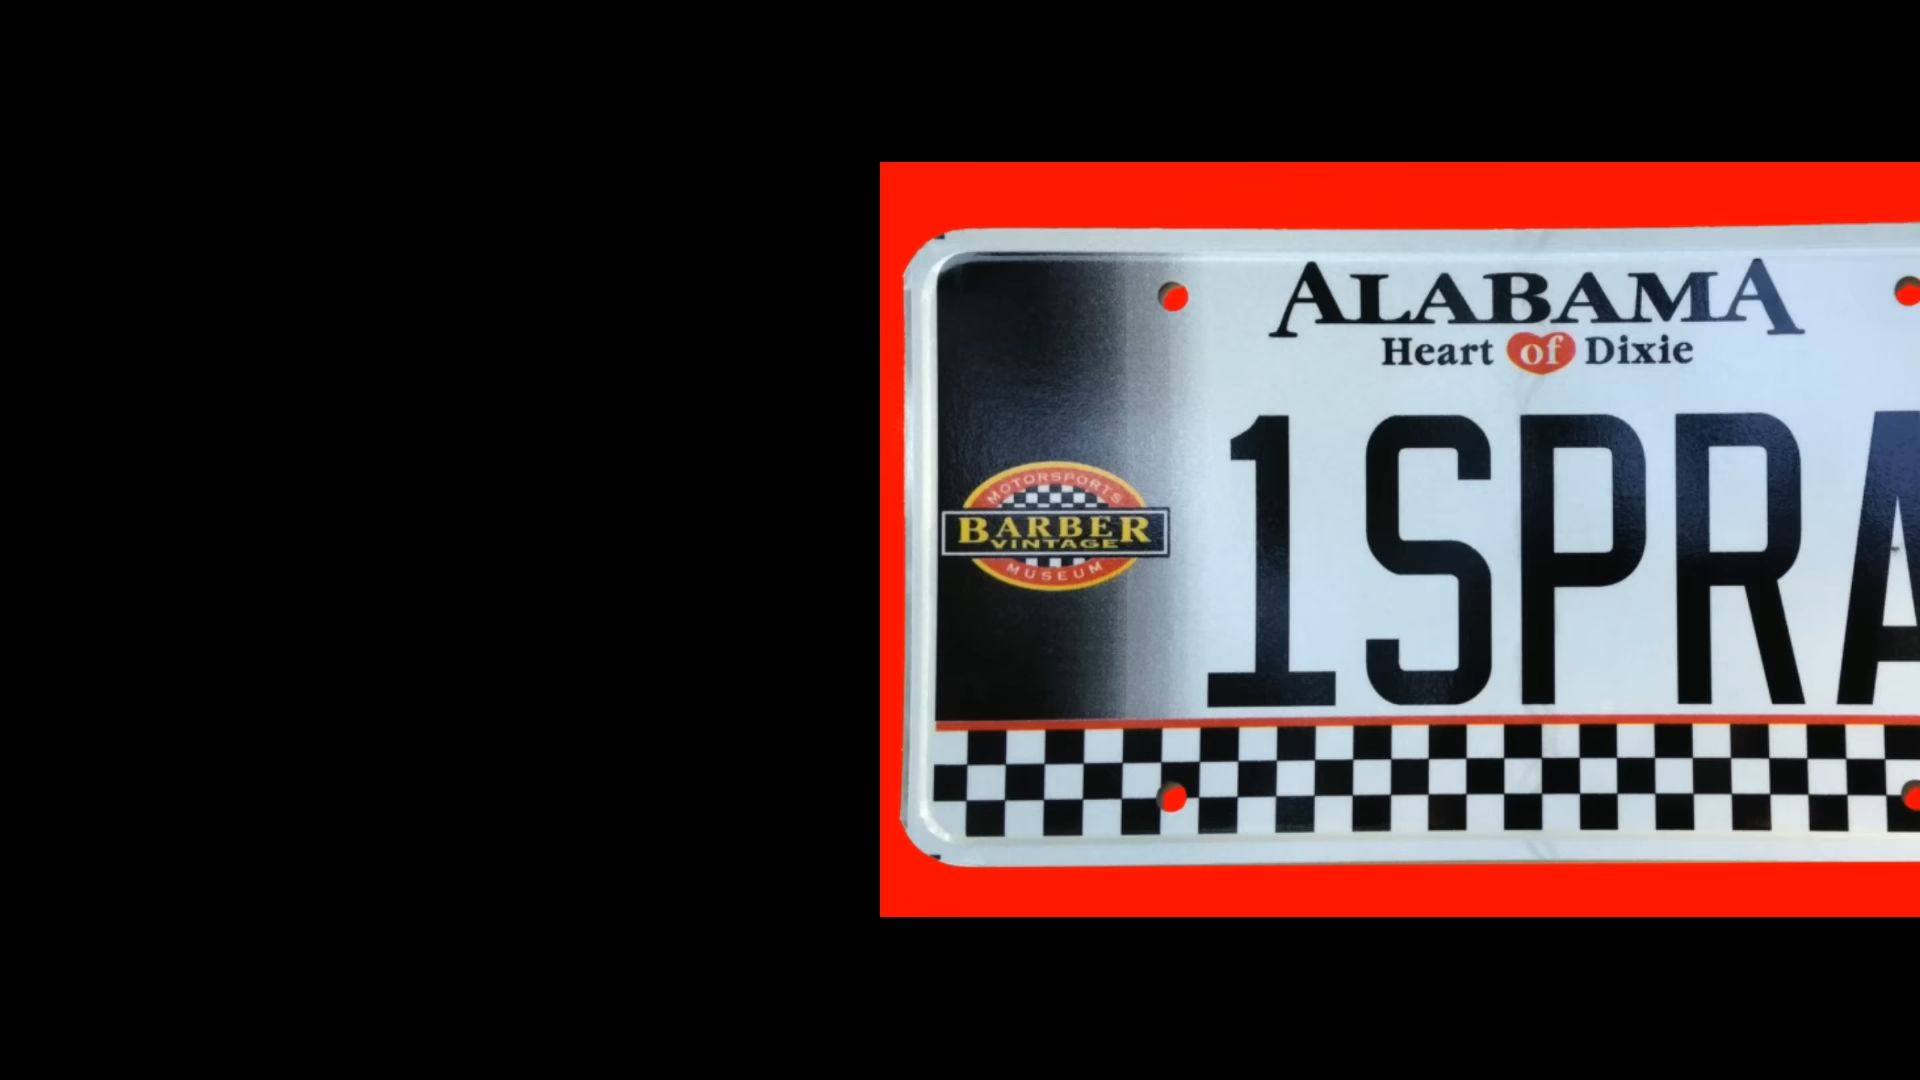 ALABAMA
Heart of Dixie
1SPRA
MOTORSPORTS
BARBER
VINTAGE
MUSEUM